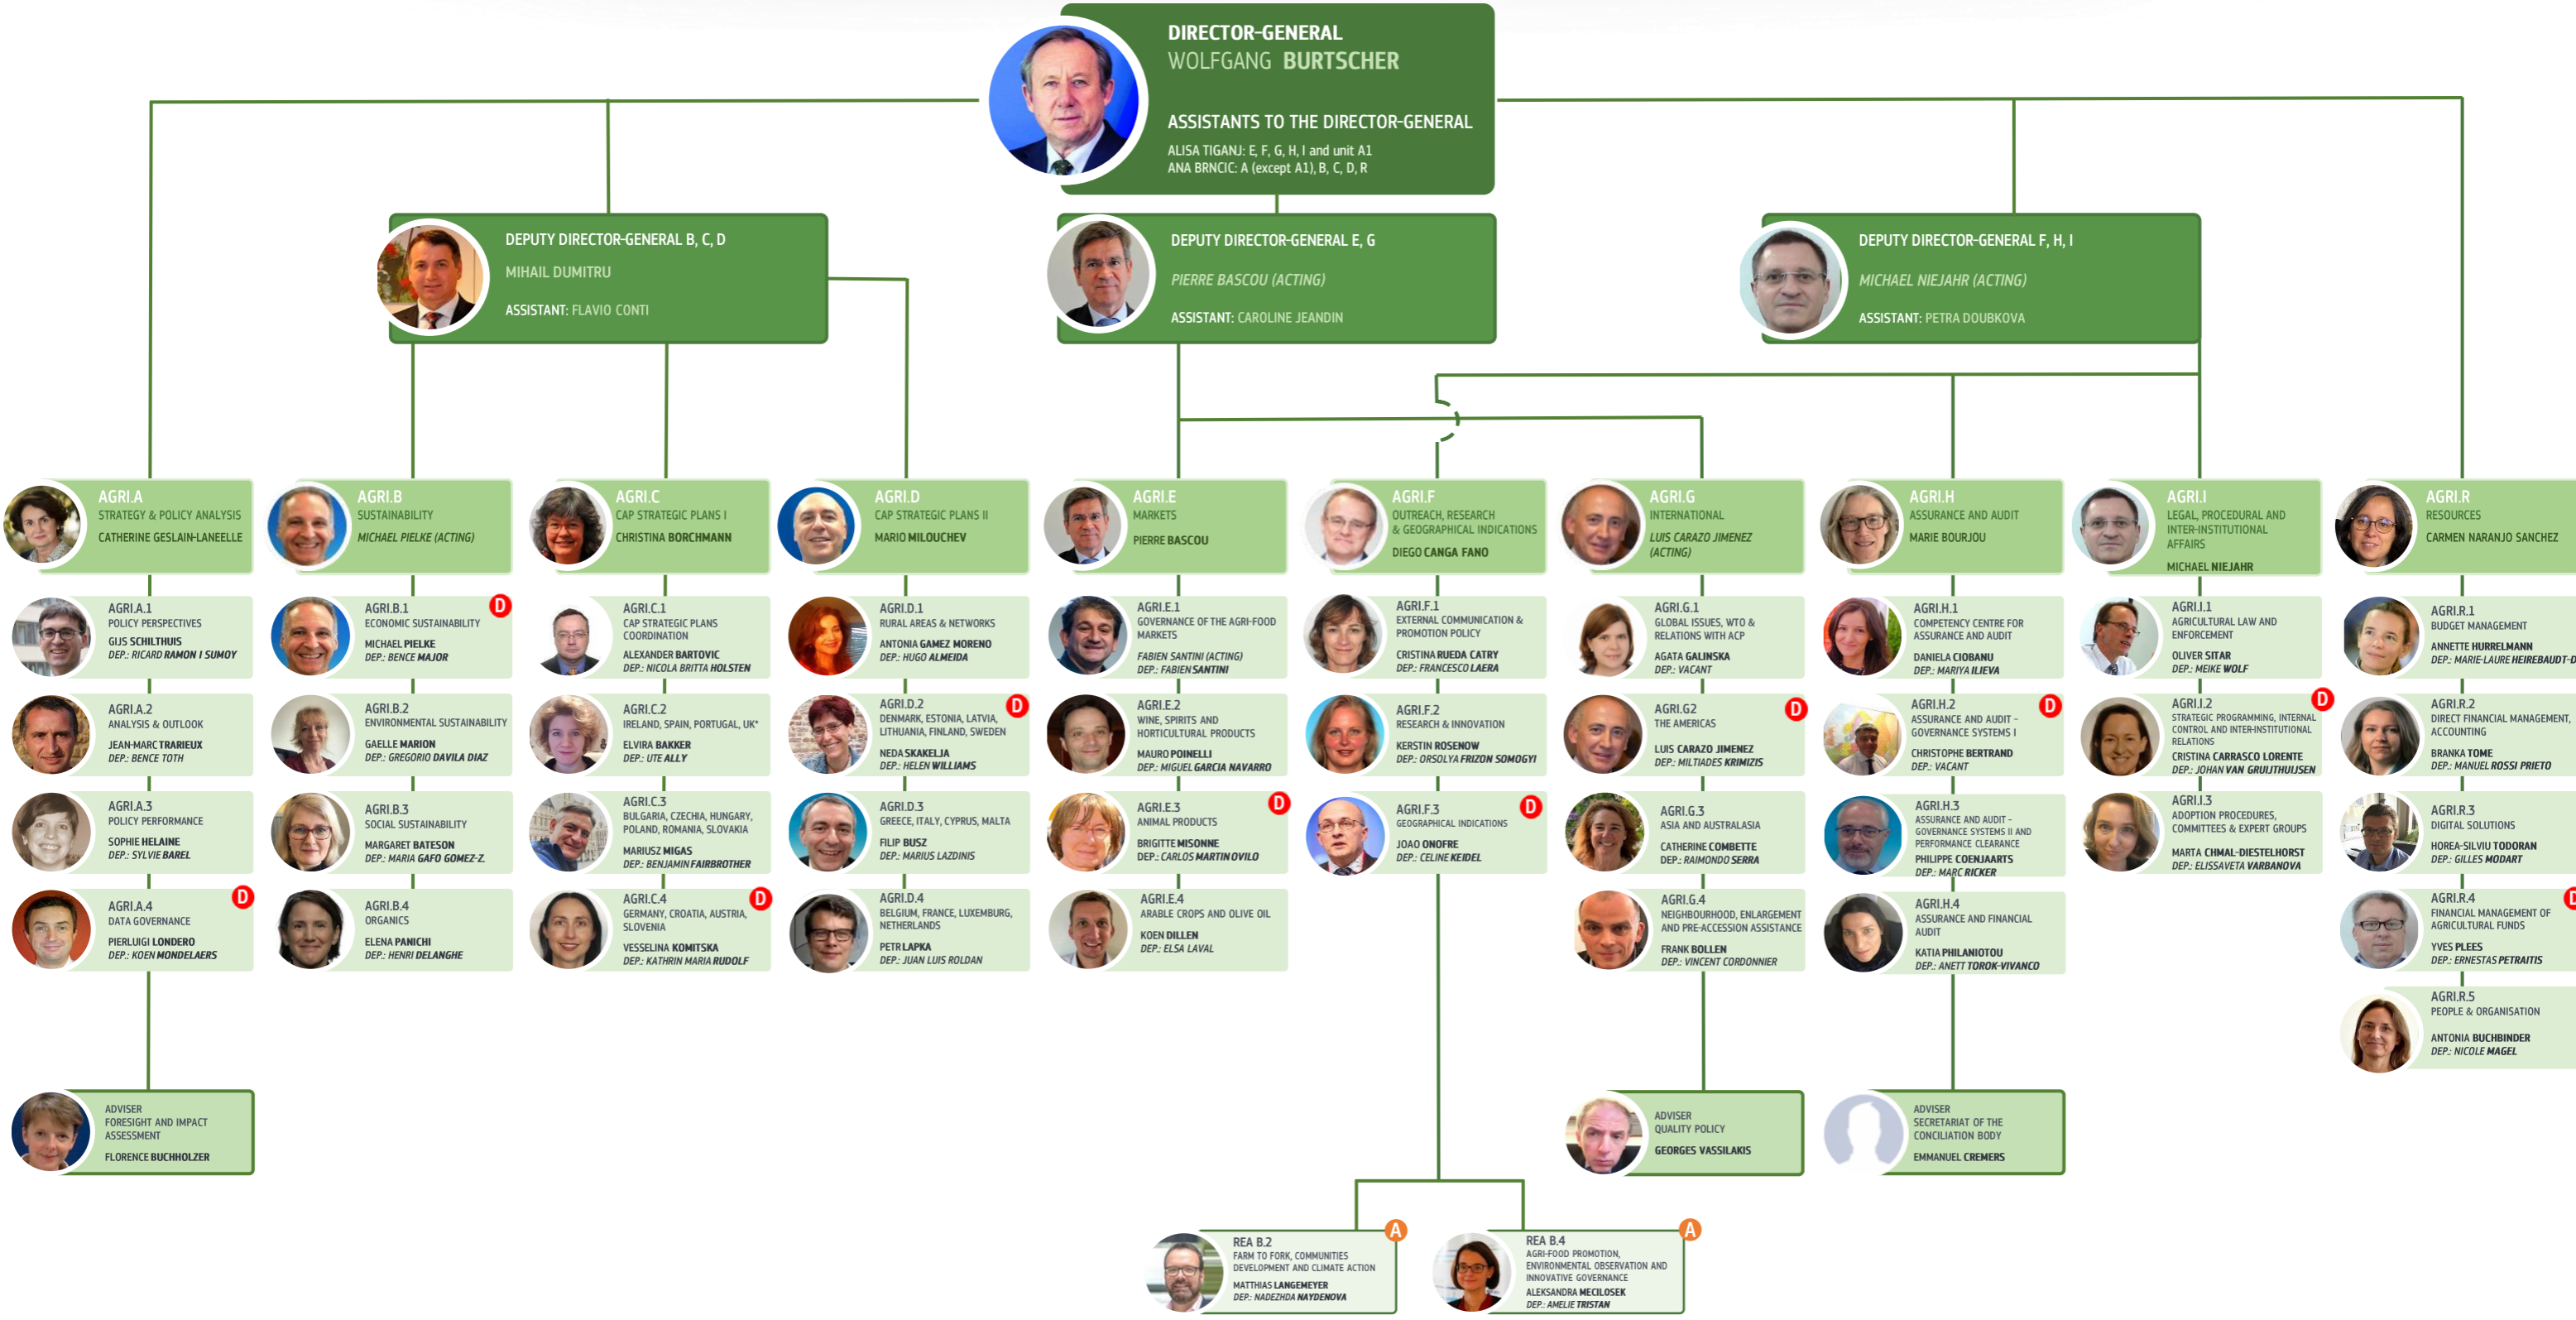 DIRECTOR-GENERAL
WOLFGANG BURTSCHER
ASSISTANTS TO THE DIRECTOR-GENERAL
ALISA TIGANJ: E, F, G, H, I and unit A1
ANA BRNCIC: A (except A1), B, C, D, R
DEPUTY DIRECTOR-GENERAL B, C, D
MIHAIL DUMITRU
ASSISTANT: FLAVIO CONTI
DEPUTY DIRECTOR-GENERAL E, G
PIERRE BASCOU (ACTING)
ASSISTANT: CAROLINE JEANDIN
DEPUTY DIRECTOR-GENERAL F, H, I
MICHAEL NIEJAHR (ACTING)
ASSISTANT: PETRA DOUBKOVA
AGRI.A
STRATEGY & POLICY ANALYSIS
CATHERINE GESLAIN-LANEELLE
AGRI.A.1
POLICY PERSPECTIVES
GIJS SCHILTHUIS
DEP.: RICARD RAMON I SUMOY
AGRI.A.2
ANALYSIS & OUTLOOK
JEAN-MARC TRARIEUX
DEP.: BENCE TOTH
AGRI.A.3
POLICY PERFORMANCE
SOPHIE HELAINE
DEP.: SYLVIE BAREL
D
AGRI.A.4
DATA GOVERNANCE
PIERLUIGI LONDERO
DEP.: KOEN MONDELAERS
ADVISER
FORESIGHT AND IMPACT
ASSESSMENT
FLORENCE BUCHHOLZER
AGRI.B
SUSTAINABILITY
MICHAEL PIELKE (ACTING)
D
AGRI.B.1
ECONOMIC SUSTAINABILITY
MICHAEL PIELKE
DEP.: BENCE MAJOR
AGRI.B.2
ENVIRONMENTAL SUSTAINABILITY
GAELLE MARION
DEP.: GREGORIO DAVILA DIAZ
AGRI.B.3
SOCIAL SUSTAINABILITY
MARGARET BATESON
DEP.: MARIA GAFO GOMEZ-Z.
AGRI.B.4
ORGANICS
ELENA PANICHI
DEP.: HENRI DELANGHE
AGRI.C
CAP STRATEGIC PLANS I
CHRISTINA BORCHMANN
AGRI.C.1
CAP STRATEGIC PLANS
COORDINATION
ALEXANDER BARTOVIC
DEP.: NICOLA BRITTA HOLSTEN
AGRI.C.2
IRELAND, SPAIN, PORTUGAL, UK*
ELVIRA BAKKER
DEP.: UTE ALLY
AGRI.C.3
BULGARIA, CZECHIA, HUNGARY,
POLAND, ROMANIA, SLOVAKIA
MARIUSZ MIGAS
DEP.: BENJAMIN FAIRBROTHER
D
AGRI.C.4
GERMANY, CROATIA, AUSTRIA,
SLOVENIA
VESSELINA KOMITSKA
DEP.: KATHRIN MARIA RUDOLF
AGRI.D
CAP STRATEGIC PLANS II
MARIO MILOUCHEV
AGRI.D.1
RURAL AREAS & NETWORKS
ANTONIA GAMEZ MORENO
DEP.: HUGO ALMEIDA
D
AGRI.D.2
DENMARK, ESTONIA, LATVIA,
LITHUANIA, FINLAND, SWEDEN
NEDA SKAKELJA
DEP.: HELEN WILLIAMS
AGRI.D.3
GREECE, ITALY, CYPRUS, MALTA
FILIP BUSZ
DEP.: MARIUS LAZDINIS
AGRI.D.4
BELGIUM, FRANCE, LUXEMBURG,
NETHERLANDS
PETR LAPKA
DEP.: JUAN LUIS ROLDAN
AGRI.E
MARKETS
PIERRE BASCOU
AGRI.E.1
GOVERNANCE OF THE AGRI-FOOD
MARKETS
FABIEN SANTINI (ACTING)
DEP.: FABIEN SANTINI
AGRI.E.2
WINE, SPIRITS AND
HORTICULTURAL PRODUCTS
MAURO POINELLI
DEP.: MIGUEL GARCIA NAVARRO
D
AGRI.E.3
ANIMAL PRODUCTS
BRIGITTE MISONNE
DEP.: CARLOS MARTIN OVILO
AGRI.E.4
ARABLE CROPS AND OLIVE OIL
KOEN DILLEN
DEP.: ELSA LAVAL
AGRI.F
OUTREACH, RESEARCH
& GEOGRAPHICAL INDICATIONS
DIEGO CANGA FANO
AGRI.F.1
EXTERNAL COMMUNICATION &
PROMOTION POLICY
CRISTINA RUEDA CATRY
DEP.: FRANCESCO LAERA
AGRI.F.2
RESEARCH & INNOVATION
KERSTIN ROSENOW
DEP.: ORSOLYA FRIZON SOMOGYI
D
AGRI.F.3
GEOGRAPHICAL INDICATIONS
JOAO ONOFRE
DEP.: CELINE KEIDEL
A
REA B.2
FARM TO FORK, COMMUNITIES
DEVELOPMENT AND CLIMATE ACTION
MATTHIAS LANGEMEYER
DEP.: NADEZHDA NAYDENOVA
A
REA B.4
AGRI-FOOD PROMOTION,
ENVIRONMENTAL OBSERVATION AND
INNOVATIVE GOVERNANCE
ALEKSANDRA MECILOSEK
DEP.: AMELIE TRISTAN
AGRI.G
INTERNATIONAL
LUIS CARAZO JIMENEZ
(ACTING)
AGRI.G.1
GLOBAL ISSUES, WTO &
RELATIONS WITH ACP
AGATA GALINSKA
DEP.: VACANT
D
AGRI.G2
THE AMERICAS
LUIS CARAZO JIMENEZ
DEP.: MILTIADES KRIMIZIS
AGRI.G.3
ASIA AND AUSTRALASIA
CATHERINE COMBETTE
DEP.: RAIMONDO SERRA
AGRI.G.4
NEIGHBOURHOOD, ENLARGEMENT
AND PRE-ACCESSION ASSISTANCE
FRANK BOLLEN
DEP.: VINCENT CORDONNIER
ADVISER
QUALITY POLICY
GEORGES VASSILAKIS
AGRI.H
ASSURANCE AND AUDIT
MARIE BOURJOU
AGRI.H.1
COMPETENCY CENTRE FOR
ASSURANCE AND AUDIT
DANIELA CIOBANU
DEP.: MARIYA ILIEVA
D
AGRI.H.2
ASSURANCE AND AUDIT -
GOVERNANCE SYSTEMS I
CHRISTOPHE BERTRAND
DEP.: VACANT
AGRI.H.3
ASSURANCE AND AUDIT -
GOVERNANCE SYSTEMS II AND
PERFORMANCE CLEARANCE
PHILIPPE COENJAARTS
DEP.: MARC RICKER
AGRI.H.4
ASSURANCE AND FINANCIAL
AUDIT
KATIA PHILANIOTOU
DEP.: ANETT TOROK-VIVANCO
ADVISER
SECRETARIAT OF THE
CONCILIATION BODY
EMMANUEL CREMERS
AGRI.I
LEGAL, PROCEDURAL AND
INTER-INSTITUTIONAL
AFFAIRS
MICHAEL NIEJAHR
AGRI.I.1
AGRICULTURAL LAW AND
ENFORCEMENT
OLIVER SITAR
DEP.: MEIKE WOLF
D
AGRI.I.2
STRATEGIC PROGRAMMING, INTERNAL
CONTROL AND INTER-INSTITUTIONAL
RELATIONS
CRISTINA CARRASCO LORENTE
DEP.: JOHAN VAN GRUIJTHUIJSEN
AGRI.I.3
ADOPTION PROCEDURES,
COMMITTEES & EXPERT GROUPS
MARTA CHMAL-DIESTELHORST
DEP.: ELISSAVETA VARBANOVA
AGRI.R
RESOURCES
CARMEN NARANJO SANCHEZ
AGRI.R.1
BUDGET MANAGEMENT
ANNETTE HURRELMANN
DEP.: MARIE-LAURE HEIREBAUDT-D
AGRI.R.2
DIRECT FINANCIAL MANAGEMENT,
ACCOUNTING
BRANKA TOME
DEP.: MANUEL ROSSI PRIETO
AGRI.R.3
DIGITAL SOLUTIONS
HOREA-SILVIU TODORAN
DEP.: GILLES MODART
D
AGRI.R.4
FINANCIAL MANAGEMENT OF
AGRICULTURAL FUNDS
YVES PLEES
DEP.: ERNESTAS PETRAITIS
AGRI.R.5
PEOPLE & ORGANISATION
ANTONIA BUCHBINDER
DEP.: NICOLE MAGEL